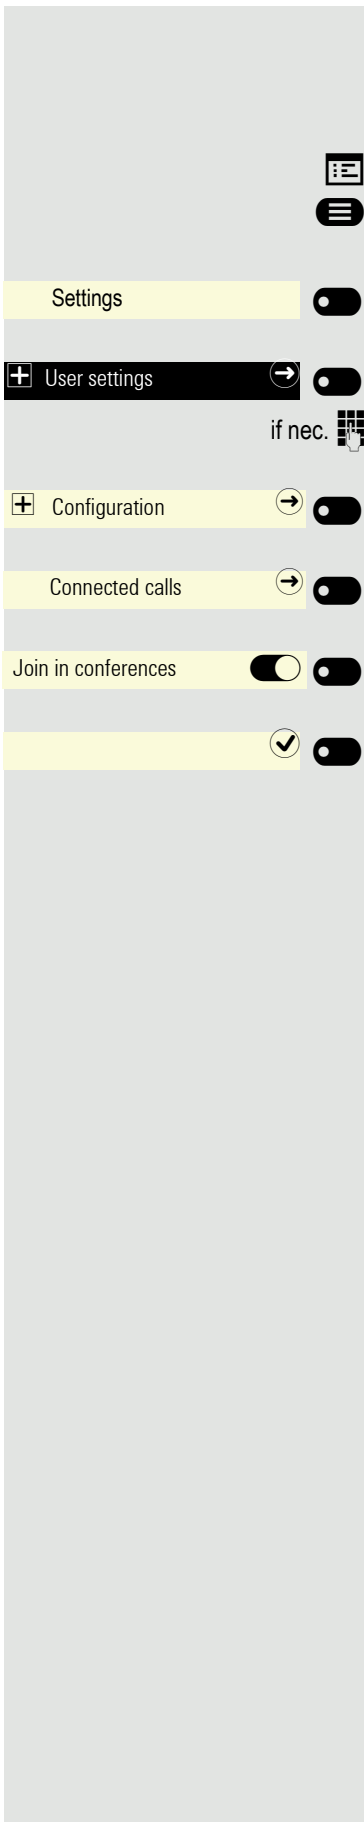 Settings
User settings
if nec.
Configuration
Connected calls
Join in conferences